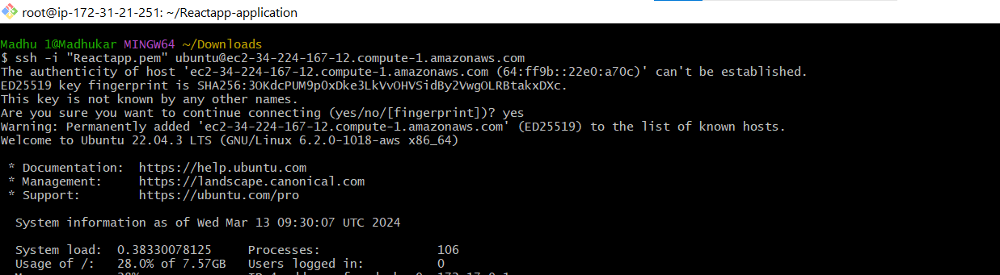 root@ip-172-31-21-251: ~/Reactapp-application
Madhu 1@Madhukar MINGW64 ~/Downloads
$ ssh -i "Reactapp.pem" ubuntu@ec2-34-224-167-12.compute-1.amazonaws.com
The authenticity of host 'ec2-34-224-167-12.compute-1.amazonaws.com (64:ff9b::22e0:a70c)' can't be established.
ED25519 key fingerprint is SHA256:3OKdcPUM9pOxDke3LkVvOHVSidBy2VwgOLRBtakxDXc.
This key is not known by any other names.
Are you sure you want to continue connecting (yes/no/[fingerprint])? yes
Warning: Permanently added 'ec2-34-224-167-12.compute-1.amazonaws.com' (ED25519) to the list of known hosts.
Welcome to Ubuntu 22.04.3 LTS (GNU/Linux 6.2.0-1018-aws x86_64)
* Documentation: https://help.ubuntu.com
* Management: https://landscape.canonical.com
* Support: https://ubuntu.com/pro
System information as of Wed Mar 13 09:30:07 UTC 2024
System load: 0.38330078125 Processes: 106
Usage of /: 28.0% of 7.57GB Users logged in: 0